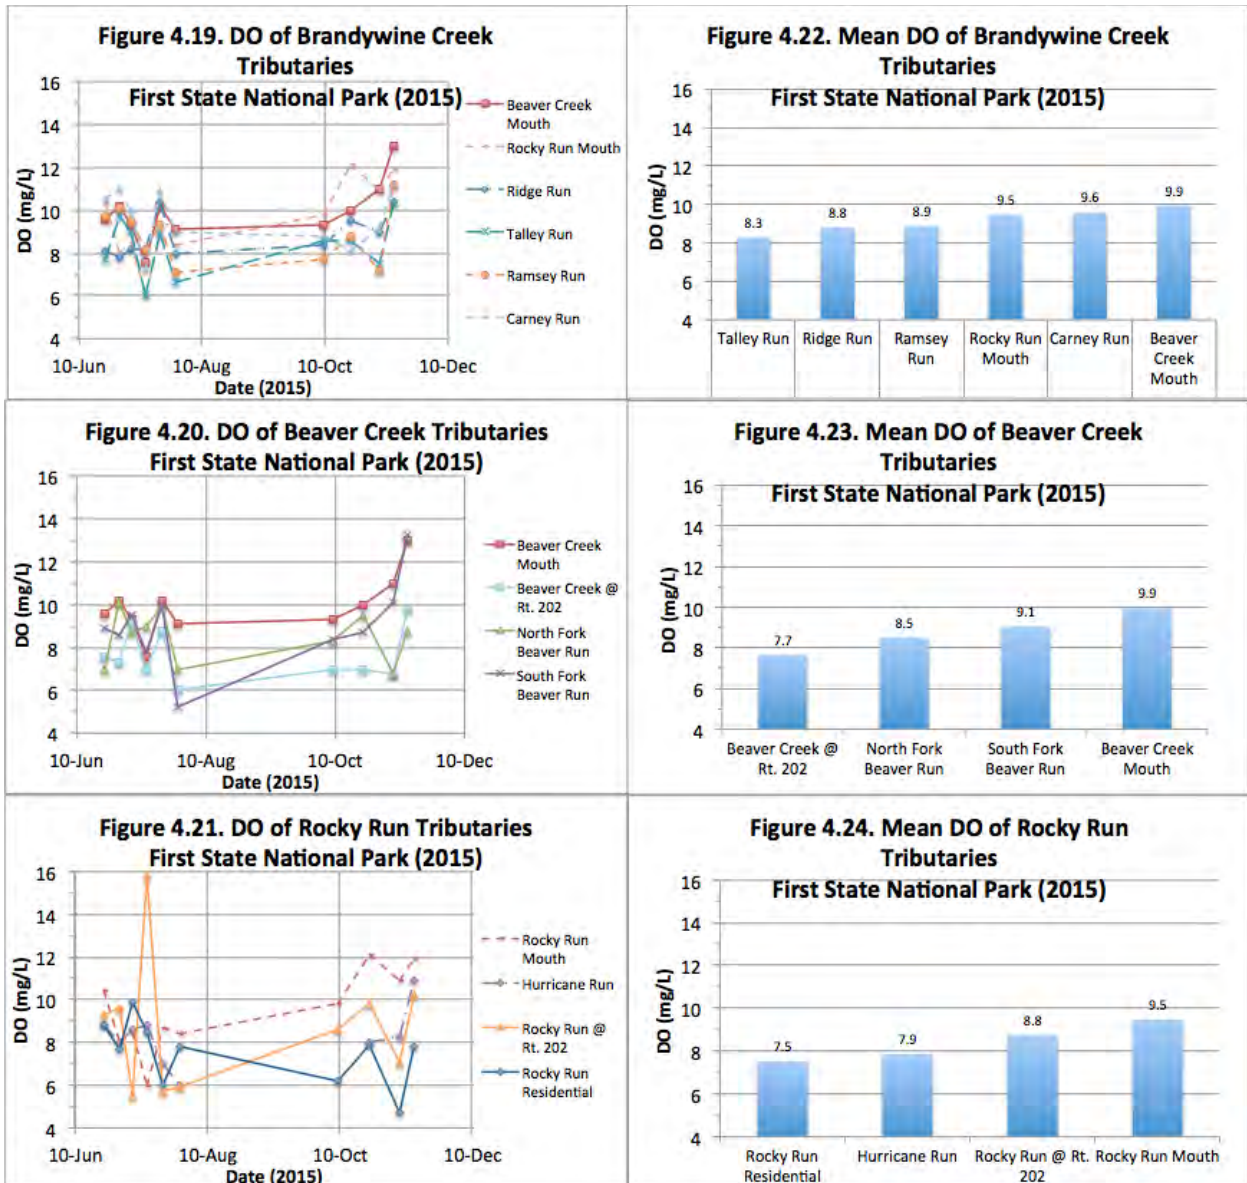 Figure 4.19. DO of Brandywine Creek
Tributaries
First State National Park (2015)
16
14
12
10
8
6
4
DO (mg/L)
10-Jun
10-Aug
10-Oct
10-Dec
Date (2015)
Beaver Creek
Mouth
Rocky Run Mouth
Ridge Run
Talley Run
Ramsey Run
Carney Run
Figure 4.22. Mean DO of Brandywine Creek
Tributaries
First State National Park (2015)
16
14
12
10
8
6
4
DO (mg/L)
8.3
8.8
8.9
9.5
9.6
9.9
Talley Run
Ridge Run
Ramsey
Run
Rocky Run
Mouth
Carney Run
Beaver
Creek
Mouth
Figure 4.20. DO of Beaver Creek Tributaries
First State National Park (2015)
16
14
12
10
8
6
4
DO (mg/L)
10-Jun
10-Aug
10-Oct
10-Dec
Date (2015)
Beaver Creek
Mouth
Beaver Creek @
Rt. 202
North Fork
Beaver Run
South Fork
Beaver Run
Figure 4.23. Mean DO of Beaver Creek
Tributaries
First State National Park (2015)
16
14
12
10
8
6
4
DO (mg/L)
7.7
8.5
9.1
9.9
Beaver Creek @
Rt. 202
North Fork
Beaver Run
South Fork
Beaver Run
Beaver Creek
Mouth
Figure 4.21. DO of Rocky Run Tributaries
First State National Park (2015)
16
14
12
10
8
6
4
DO (mg/L)
10-Jun
10-Aug
10-Oct
10-Dec
Date (2015)
Rocky Run
Mouth
Hurricane Run
Rocky Run @
Rt. 202
Rocky Run
Residential
Figure 4.24. Mean DO of Rocky Run
Tributaries
First State National Park (2015)
16
14
12
10
8
6
4
DO (mg/L)
7.5
7.9
8.8
9.5
Rocky Run
Residential
Hurricane Run
Rocky Run @ Rt.
202
Rocky Run Mouth